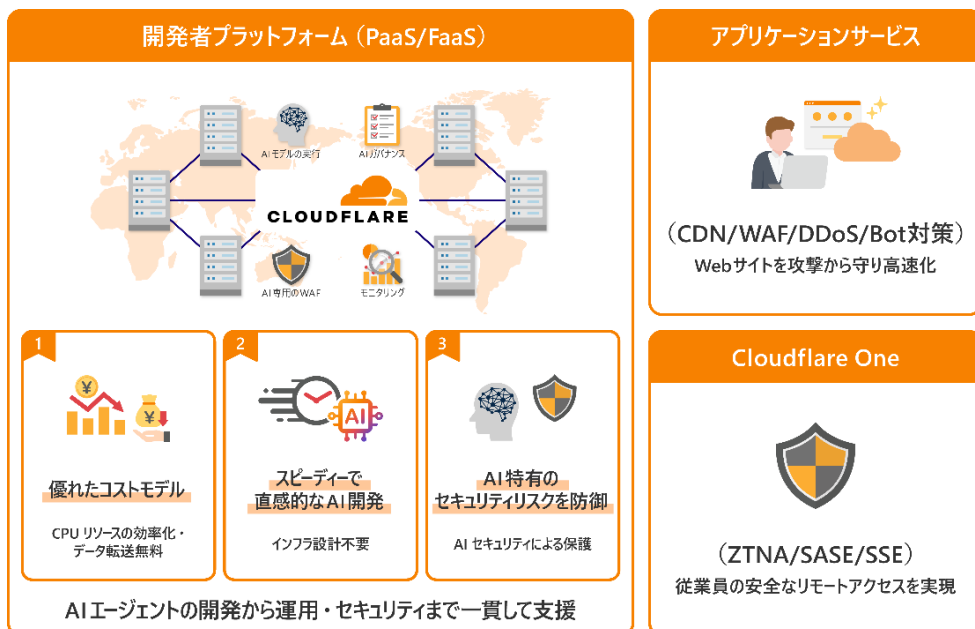 開発者プラットフォーム（PaaS/FaaS）
AIモデルの実行
AIガバナンス
CLOUDFLARE
AI専用のWAF
モニタリング
1
¥
¥
優れたコストモデル
CPU リソースの効率化・
データ転送無料
2
AI
スピーディーで
直感的なAI開発
インフラ設計不要
3
AI特有の
セキュリティリスクを防御
AI セキュリティによる保護
AIエージェントの開発から運用・セキュリティまで一貫して支援
アプリケーションサービス
（CDN/WAF/DDoS/Bot対策）
Webサイトを攻撃から守り高速化
Cloudflare One
（ZTNA/SASE/SSE）
従業員の安全なリモートアクセスを実現